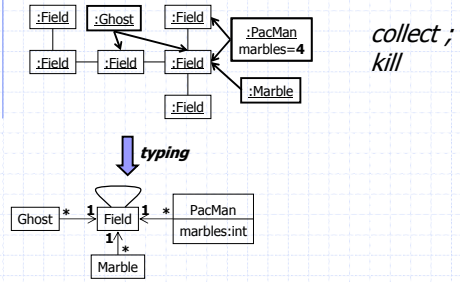 :Field
:Ghost
:Field
:PacMan
marbles=4
collect ;
kill
:Field
:Field
:Field
:Marble
:Field
typing
Ghost
*
1
Field
1
*
PacMan
marbles:int
1
*
Marble